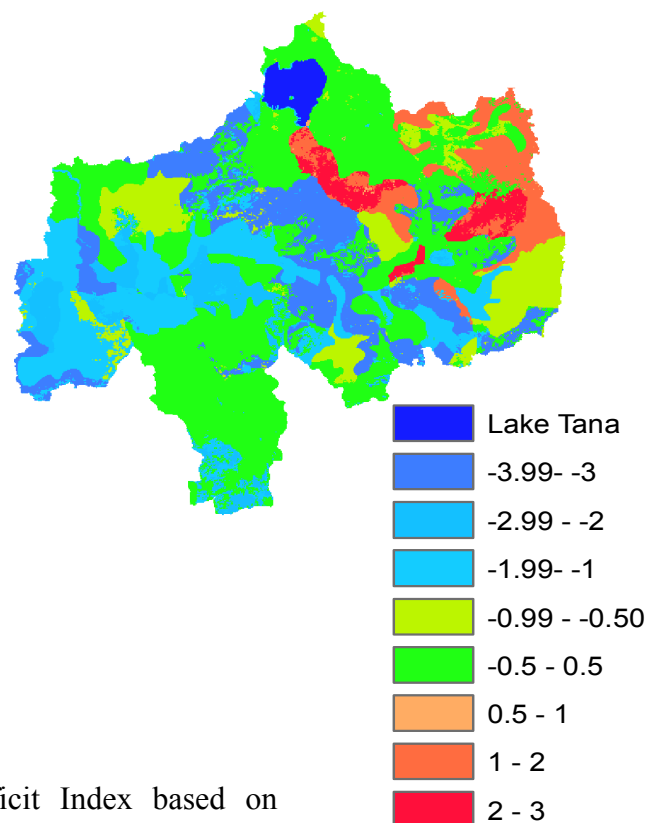 Lake Tana
-3.99- -3
-2.99 - -2
-1.99- -1
-0.99 - -0.50
-0.5 - 0.5
0.5 - 1
1 - 2
icit Index based on
2 - 3